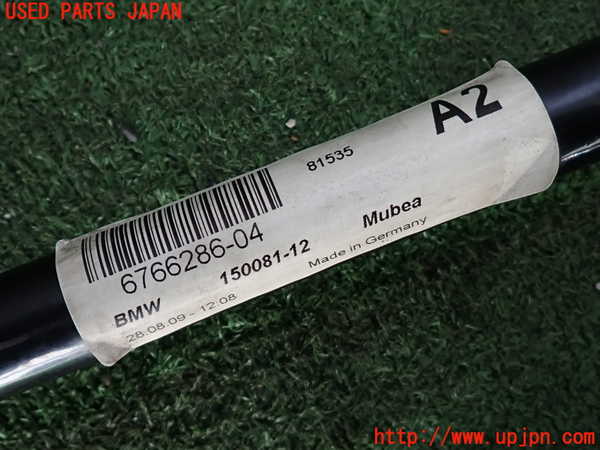 USED PARTS JAPAN
A2
81535
6766286-04
150081-12
Mubea
BMW
28.08.09 - 12:08
Made in Germany
http://www.upjpn.com